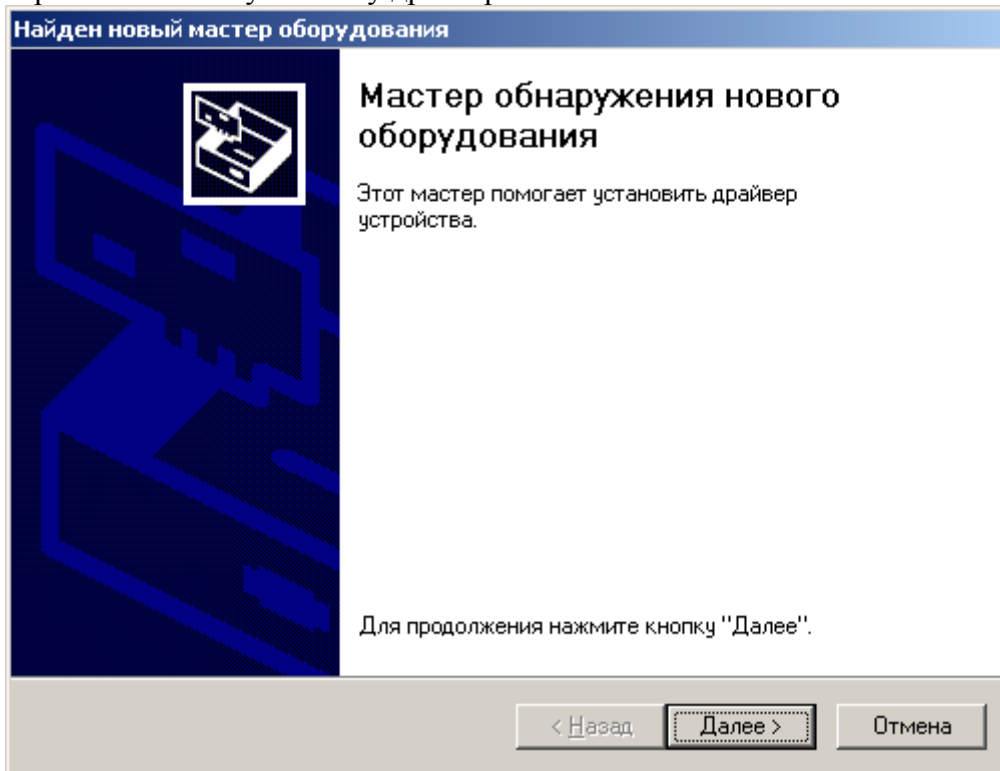 Найден новый мастер оборудования
Мастер обнаружения нового
оборудования
Этот мастер помогает установить драйвер
устройства.
Для продолжения нажмите кнопку "Далее".
< Назад
Далее >
Отмена